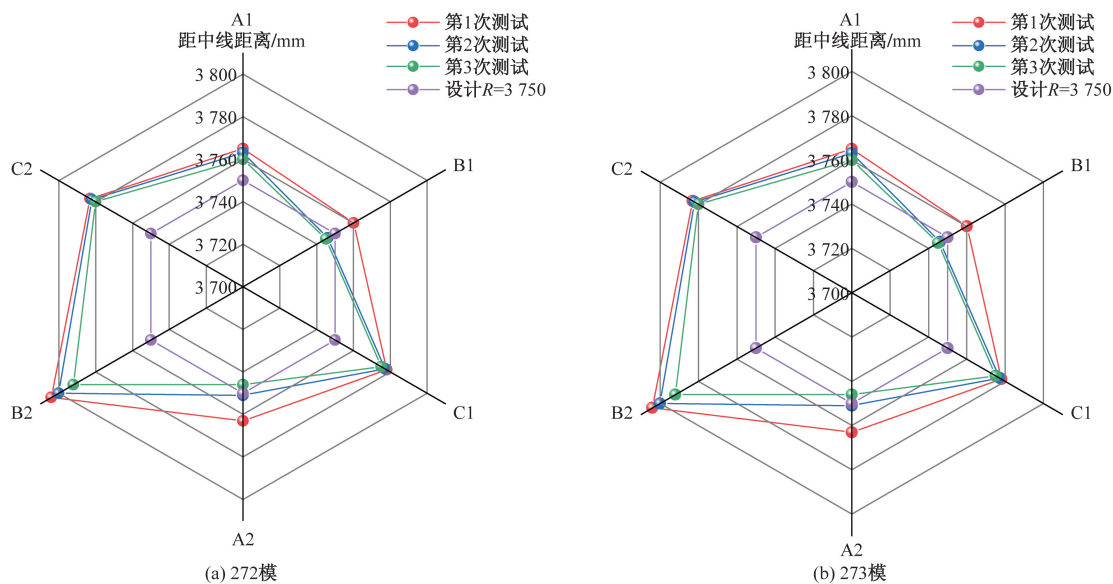 A1
距中线距离/mm
3 800
3 780
3 760
3 740
3 720
3 700
B1
C1
A2
B2
C2
第1次测试
第2次测试
第3次测试
设计R=3 750
(a) 272模
A1
距中线距离/mm
3 800
3 780
3 760
3 740
3 720
3 700
B1
C1
A2
B2
C2
第1次测试
第2次测试
第3次测试
设计R=3 750
(b) 273模